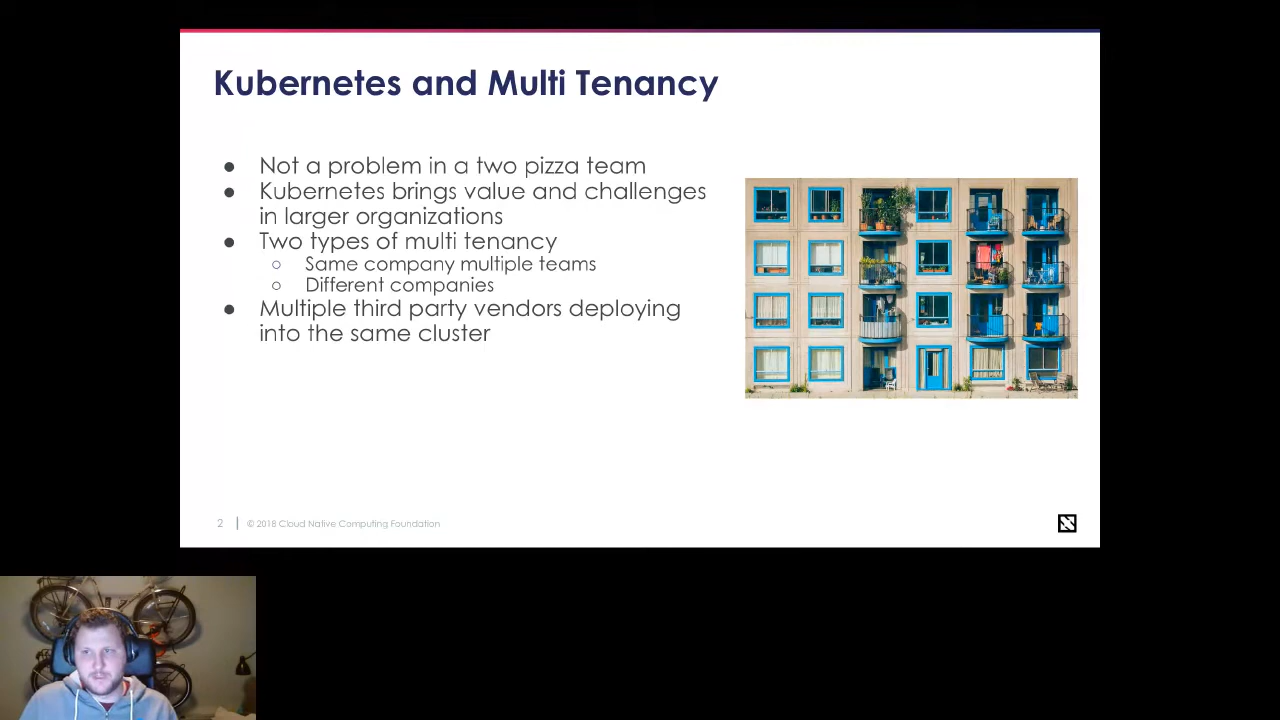 Kubernetes and Multi Tenancy
● Not a problem in a two pizza team
● Kubernetes brings value and challenges
in larger organizations
● Two types of multi tenancy
○ Same company multiple teams
○ Different companies
● Multiple third party vendors deploying
into the same cluster
2 | © 2018 Cloud Native Computing Foundation